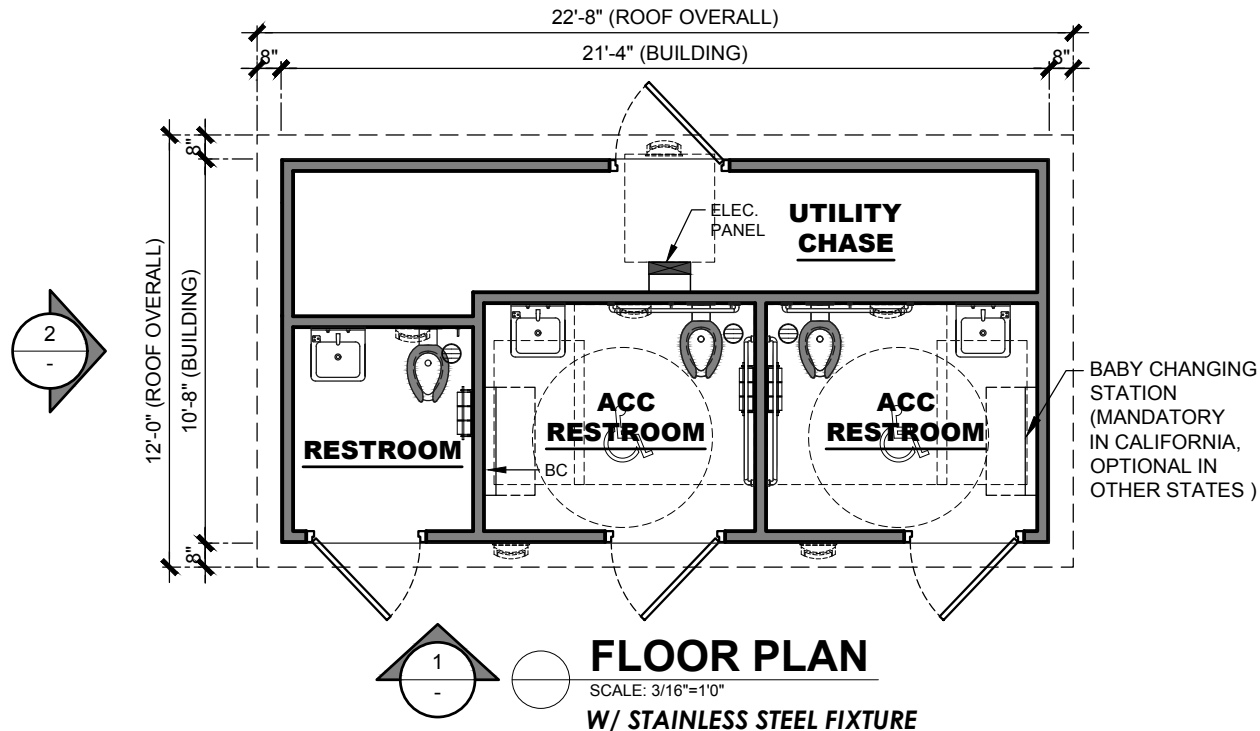 22'-8" (ROOF OVERALL)
8"
21'-4" (BUILDING)
8"
12'-0" (ROOF OVERALL)
10'-8" (BUILDING)
8"
8"
ELEC.
PANEL
UTILITY
CHASE
2
-
RESTROOM
ACC
RESTROOM
ACC
RESTROOM
BC
BABY CHANGING
STATION
(MANDATORY
IN CALIFORNIA,
OPTIONAL IN
OTHER STATES )
1
-
FLOOR PLAN
SCALE: 3/16"=1'0"
W/ STAINLESS STEEL FIXTURE